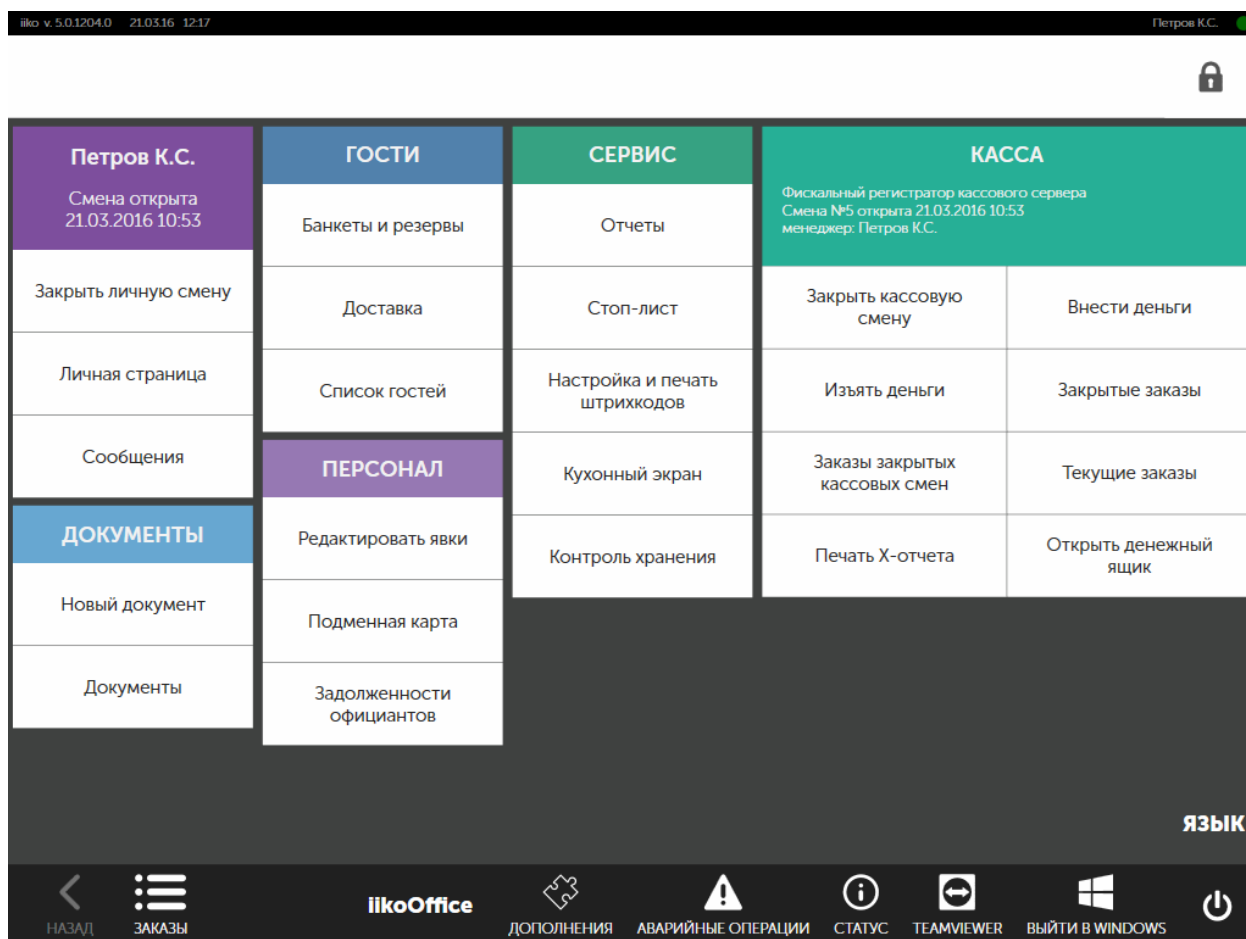 iiko v. 5.0.1204.0 21.03.16 12:17
Петров К.С.
Петров К.С.
Смена открыта
21.03.2016 10:53
Закрыть личную смену
Личная страница
Сообщения
ДОКУМЕНТЫ
Новый документ
Документы
ГОСТИ
Банкеты и резервы
Доставка
Список гостей
ПЕРСОНАЛ
Редактировать явки
Подменная карта
Задолженности
официантов
СЕРВИС
Отчеты
Стоп-лист
Настройка и печать
штрихкодов
Кухонный экран
Контроль хранения
КАССА
Фискальный регистратор кассового сервера
Смена №5 открыта 21.03.2016 10:53
менеджер: Петров К.С.
Закрыть кассовую
смену
Внести деньги
Изъять деньги
Закрытые заказы
Заказы закрытых
кассовых смен
Текущие заказы
Печать X-отчета
Открыть денежный
ящик
ЯЗЫК
НАЗАД
ЗАКАЗЫ
iikoOffice
ДОПОЛНЕНИЯ
АВАРИЙНЫЕ ОПЕРАЦИИ
СТАТУС
TEAMVIEWER
ВЫЙТИ В WINDOWS